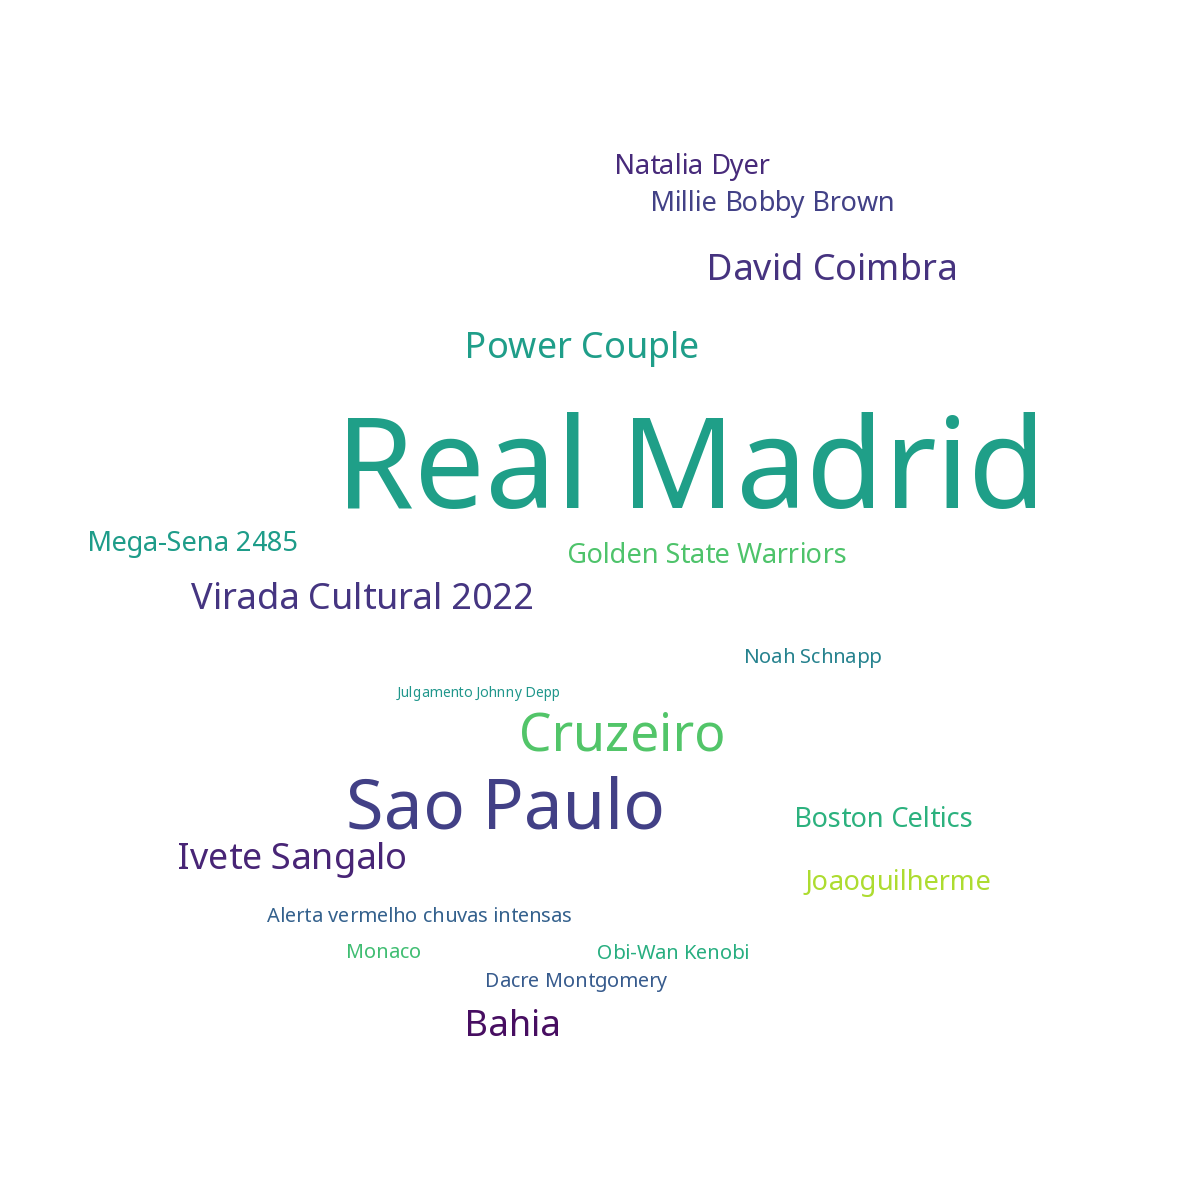 Natalia Dyer
Millie Bobby Brown
David Coimbra
Power Couple
Real Madrid
Mega-Sena 2485
Golden State Warriors
Virada Cultural 2022
Noah Schnapp
Julgamento Johnny Depp
Cruzeiro
Sao Paulo
Boston Celtics
Ivete Sangalo
Joaoguilherme
Alerta vermelho chuvas intensas
Monaco
Obi-Wan Kenobi
Dacre Montgomery
Bahia